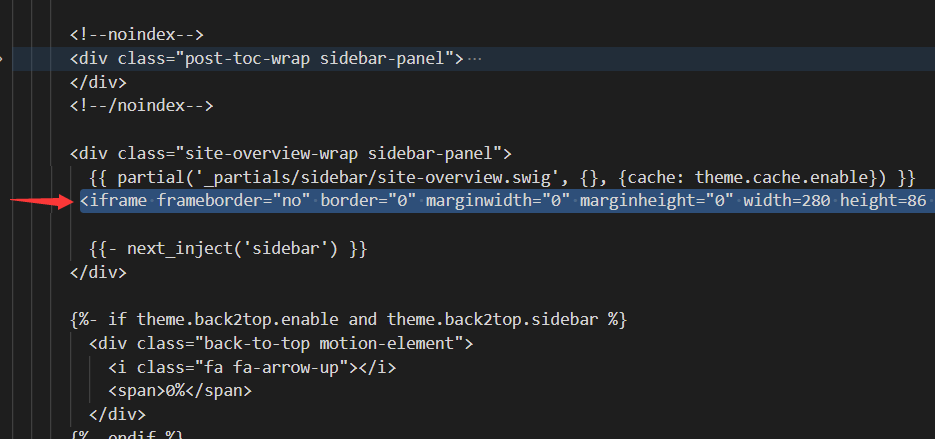 <!--noindex-->
<div class="post-toc-wrap sidebar-panel">···
</div>
<!--/noindex-->
<div class="site-overview-wrap sidebar-panel">
{{ partial('_partials/sidebar/site-overview.swig', {}, {cache: theme.cache.enable}) }}
<iframe frameborder="no" border="0" marginwidth="0" marginheight="0" width=280 height=86
{{- next_inject('sidebar') }}
</div>
{%- if theme.back2top.enable and theme.back2top.sidebar %}
<div class="back-to-top motion-element">
<i class="fa fa-arrow-up"></i>
<span>0%</span>
</div>
{%- endif %}